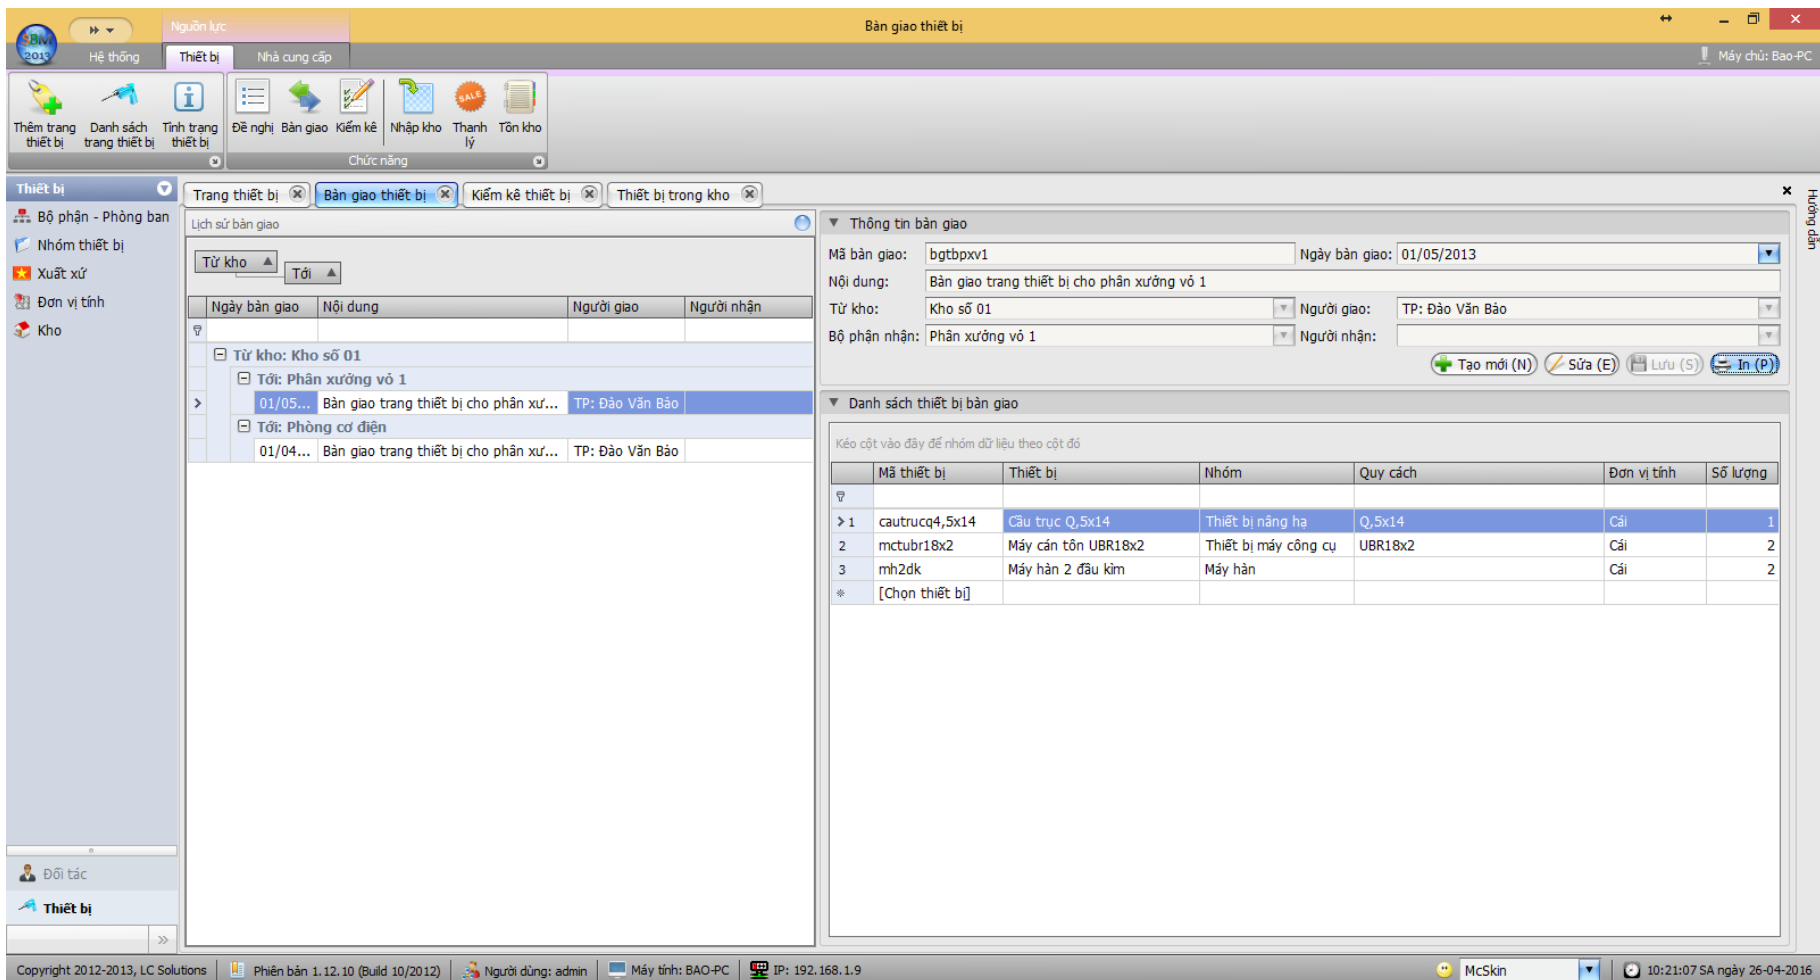 Nguồn lực
Bàn giao thiết bị
SBM
2013
Hệ thống
Thiết bị
Nhà cung cấp
Máy chủ: Bao-PC
Thêm trang
thiết bị
Danh sách
trang thiết bị
Tình trạng
thiết bị
Đề nghị
Bàn giao
Kiểm kê
Nhập kho
SALE
Thanh
lý
Tồn kho
Chức năng
Thiết bị
Bộ phận - Phòng ban
Nhóm thiết bị
Xuất xứ
Đơn vị tính
Kho
Đối tác
Thiết bị
Trang thiết bị
Bàn giao thiết bị
Kiểm kê thiết bị
Thiết bị trong kho
Hướng dẫn
Lịch sử bàn giao
Từ kho
Tới
Ngày bàn giao Nội dung Người giao Người nhận
Từ kho: Kho số 01
Tới: Phân xưởng vỏ 1
01/05... Bàn giao trang thiết bị cho phân xư... TP: Đào Văn Bảo
Tới: Phòng cơ điện
01/04... Bàn giao trang thiết bị cho phân xư... TP: Đào Văn Bảo
Thông tin bàn giao
Mã bàn giao: bgtbpxv1 Ngày bàn giao: 01/05/2013
Nội dung: Bàn giao trang thiết bị cho phân xưởng vỏ 1
Từ kho: Kho số 01 Người giao: TP: Đào Văn Bảo
Bộ phận nhận: Phân xưởng vỏ 1 Người nhận:
Tạo mới (N) Sửa (E) Lưu (S) In (P)
Danh sách thiết bị bàn giao
Kéo cột vào đây để nhóm dữ liệu theo cột đó
Mã thiết bị Thiết bị Nhóm Quy cách Đơn vị tính Số lượng
1 cautrucq4,5x14 Cầu trục Q,5x14 Thiết bị nâng hạ Q,5x14 Cái 1
2 mctubr18x2 Máy cán tôn UBR18x2 Thiết bị máy công cụ UBR18x2 Cái 2
3 mh2dk Máy hàn 2 đầu kìm Máy hàn Cái 2
[Chọn thiết bị]
Copyright 2012-2013, LC Solutions Phiên bản 1.12.10 (Build 10/2012) Người dùng: admin Máy tính: BAO-PC IP: 192.168.1.9 McSkin 10:21:07 SA ngày 26-04-2016